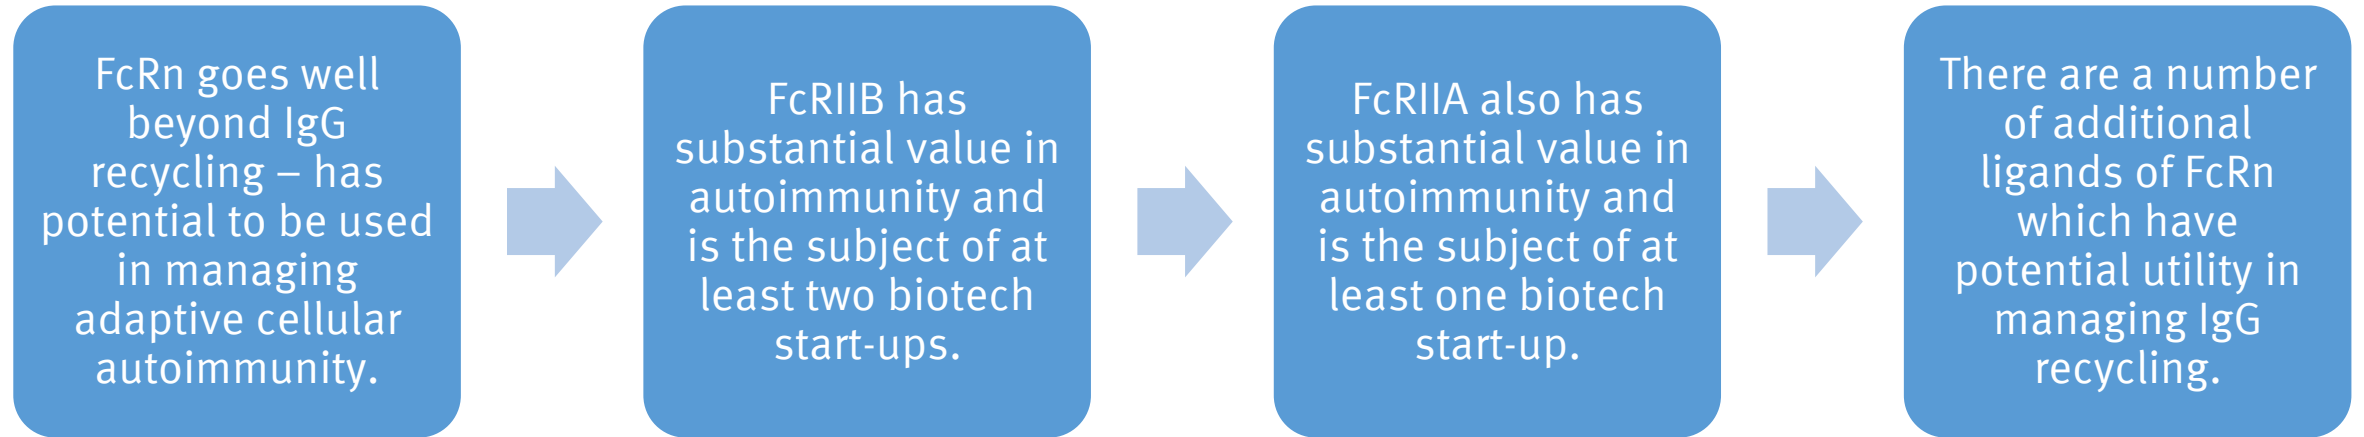 FcRn goes well
beyond IgG
recycling – has
potential to be used
in managing
adaptive cellular
autoimmunity.
FcRIIB has
substantial value in
autoimmunity and
is the subject of at
least two biotech
start-ups.
FcRIIA also has
substantial value in
autoimmunity and
is the subject of at
least one biotech
start-up.
There are a number
of additional
ligands of FcRn
which have
potential utility in
managing IgG
recycling.